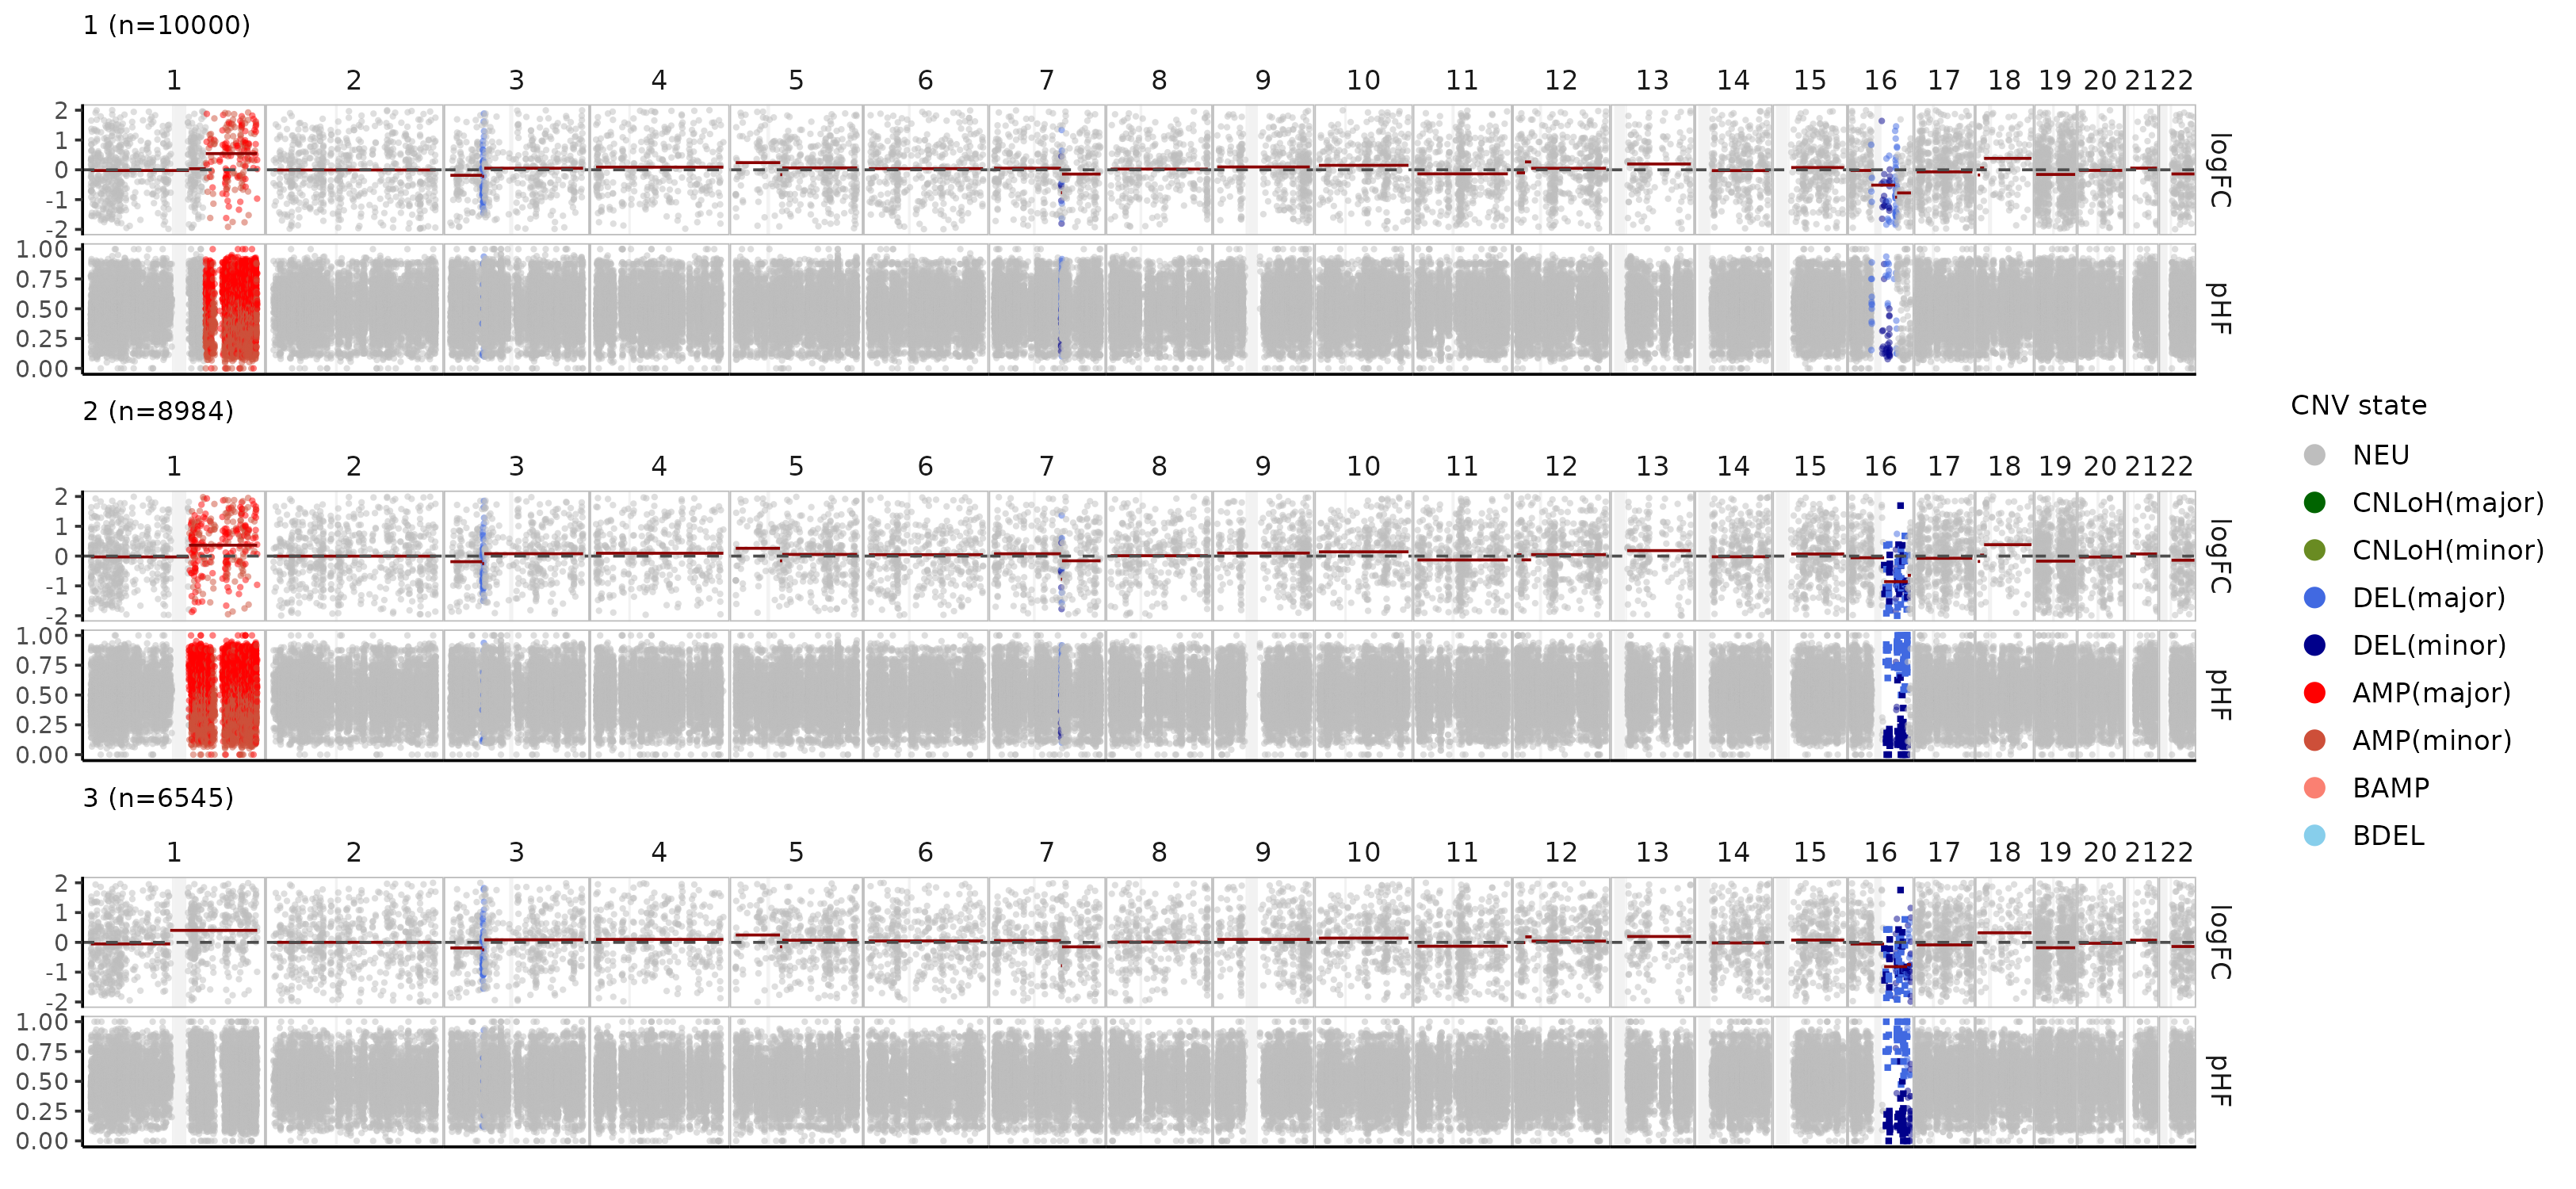 1 (n=10000)
1 2 3 4 5 6 7 8 9 10 11 12 13 14 15 16 17 18 19 20 21 22
2
1
0
-1
-2
logFC
1.00
0.75
0.50
0.25
0.00
pHF
2 (n=8984)
1 2 3 4 5 6 7 8 9 10 11 12 13 14 15 16 17 18 19 20 21 22
2
1
0
-1
-2
logFC
1.00
0.75
0.50
0.25
0.00
pHF
3 (n=6545)
1 2 3 4 5 6 7 8 9 10 11 12 13 14 15 16 17 18 19 20 21 22
2
1
0
-1
-2
logFC
1.00
0.75
0.50
0.25
0.00
pHF
CNV state
NEU
CNLoH(major)
CNLoH(minor)
DEL(major)
DEL(minor)
AMP(major)
AMP(minor)
BAMP
BDEL